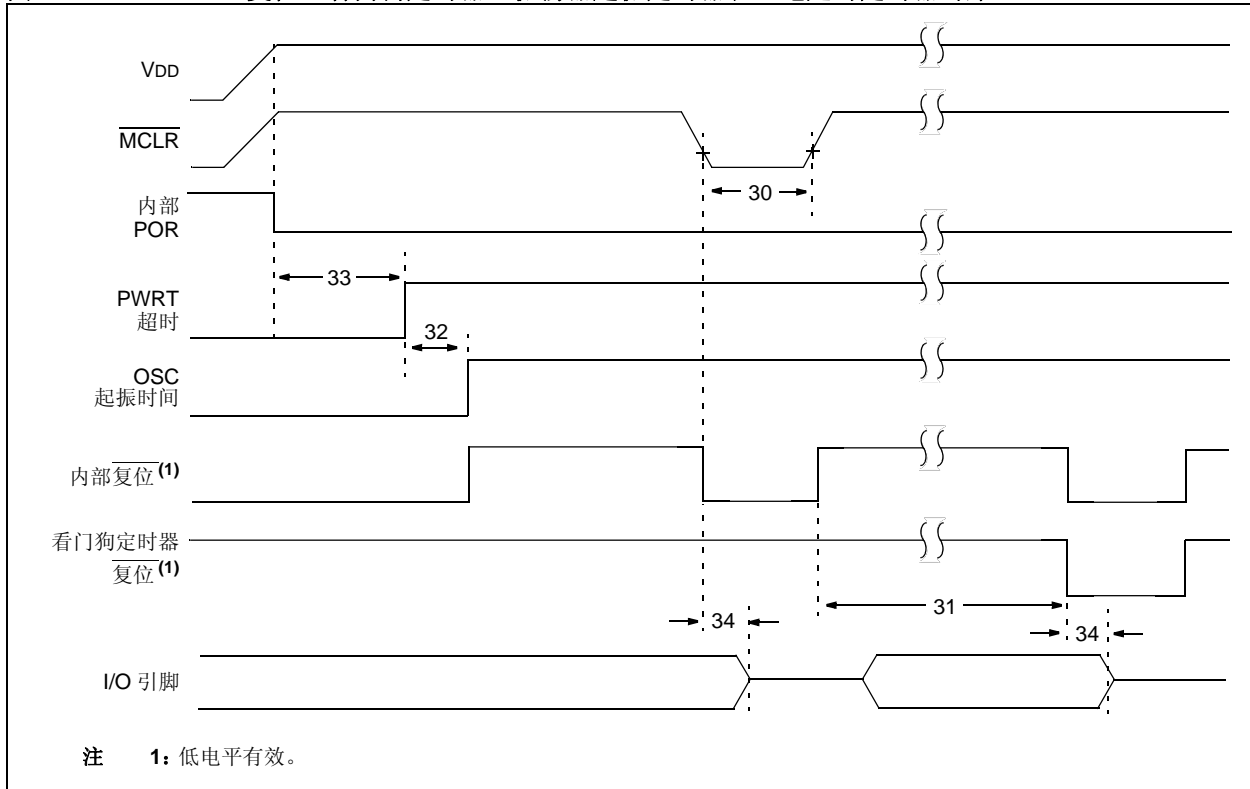 VDD
MCLR
30
内部
POR
33
PWRT
超时
32
OSC
起振时间
内部复位(1)
看门狗定时器
复位(1)
31
34
34
I/O 引脚
注 1: 低电平有效。